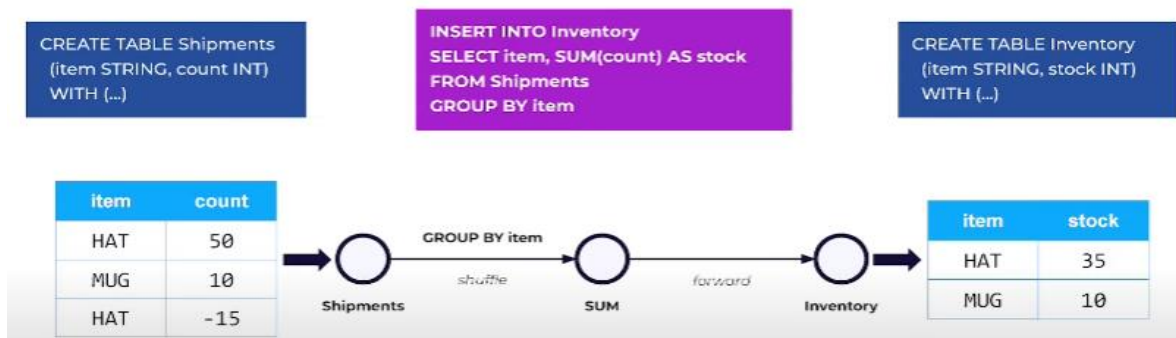 CREATE TABLE Shipments
(item STRING, count INT)
WITH (...)
INSERT INTO Inventory
SELECT item, SUM(count) AS stock
FROM Shipments
GROUP BY item
CREATE TABLE Inventory
(item STRING, stock INT)
WITH (...)
item count
HAT 50
MUG 10
HAT -15
GROUP BY item
shuffle
forward
Shipments
SUM
Inventory
item stock
HAT 35
MUG 10